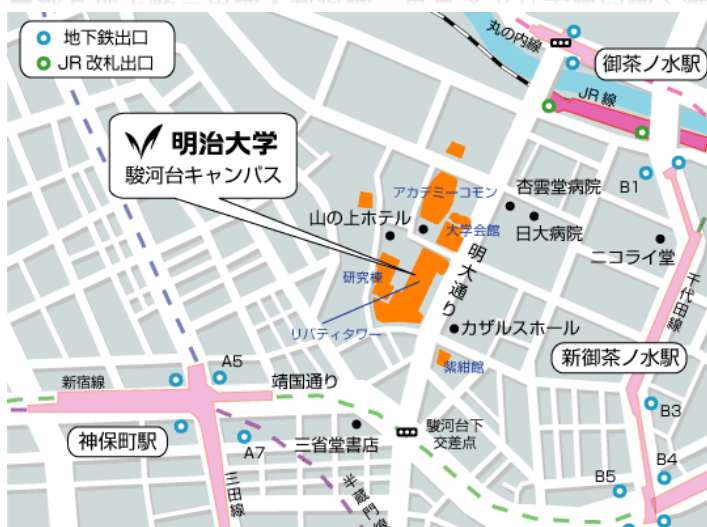 地下鉄出口
JR改札出口
丸の内線
御茶ノ水駅
JR線
明治大学
駿河台キャンパス
アカデミーコモン
杏雲堂病院
B1
山の上ホテル
大学会館
日大病院
ニコライ堂
研究棟
明大通り
千代田線
リバティタワー
カザルスホール
新御茶ノ水駅
紫紺館
A5
新宿線
靖国通り
B3
神保町駅
A7
三省堂書店
駿河台下
交差点
三田線
半蔵門線
B5
B4